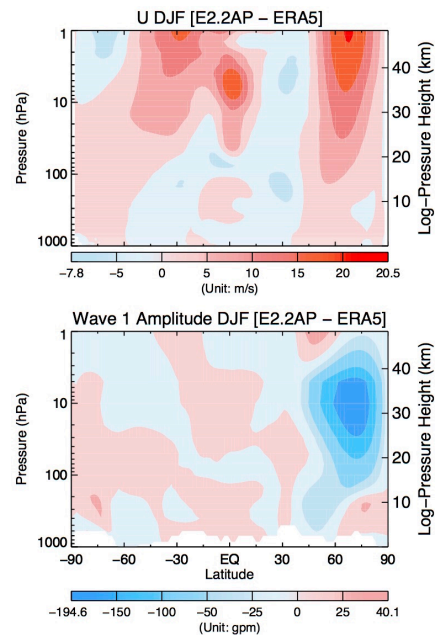 U DJF [E2.2AP − ERA5]
Pressure (hPa)
1
10
100
1000
40
30
20
10
Log−Pressure Height (km)
−7.8 −5 0 5 10 15 20 20.5
(Unit: m/s)
Wave 1 Amplitude DJF [E2.2AP − ERA5]
Pressure (hPa)
1
10
100
1000
40
30
20
10
Log−Pressure Height (km)
−90 −60 −30 EQ 30 60 90
Latitude
−194.6 −150 −100 −50 −25 0 25 40.1
(Unit: gpm)